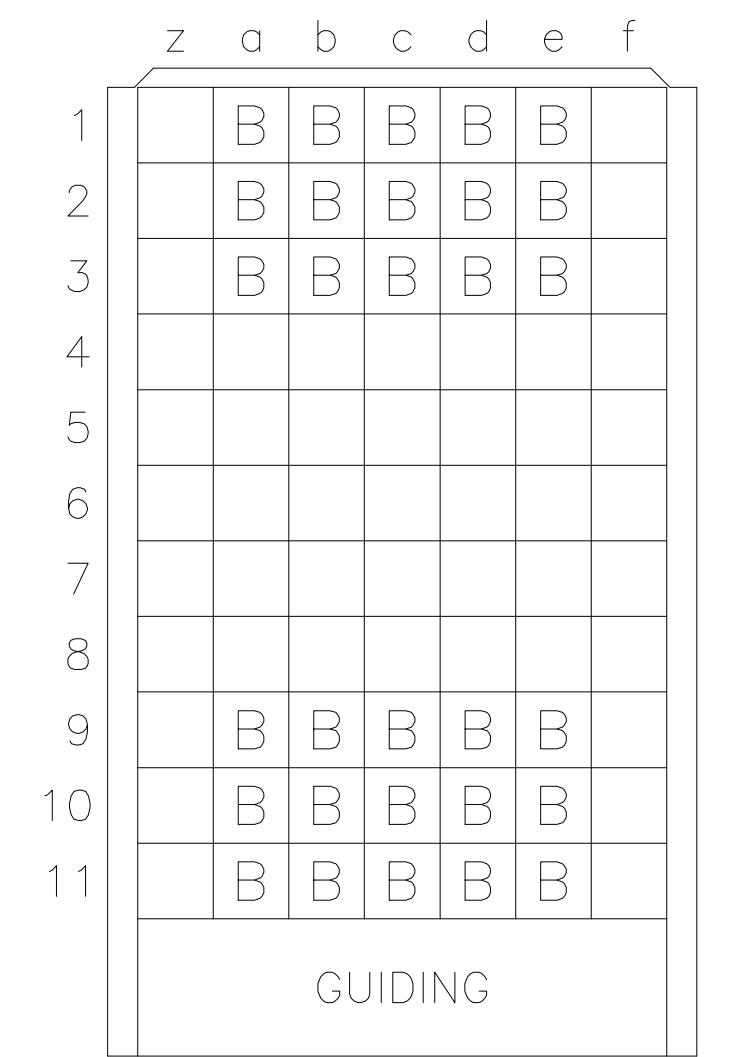 z a b c d e f
1 B B B B B
2 B B B B B
3 B B B B B
4
5
6
7
8
9 B B B B B
10 B B B B B
11 B B B B B
GUIDING